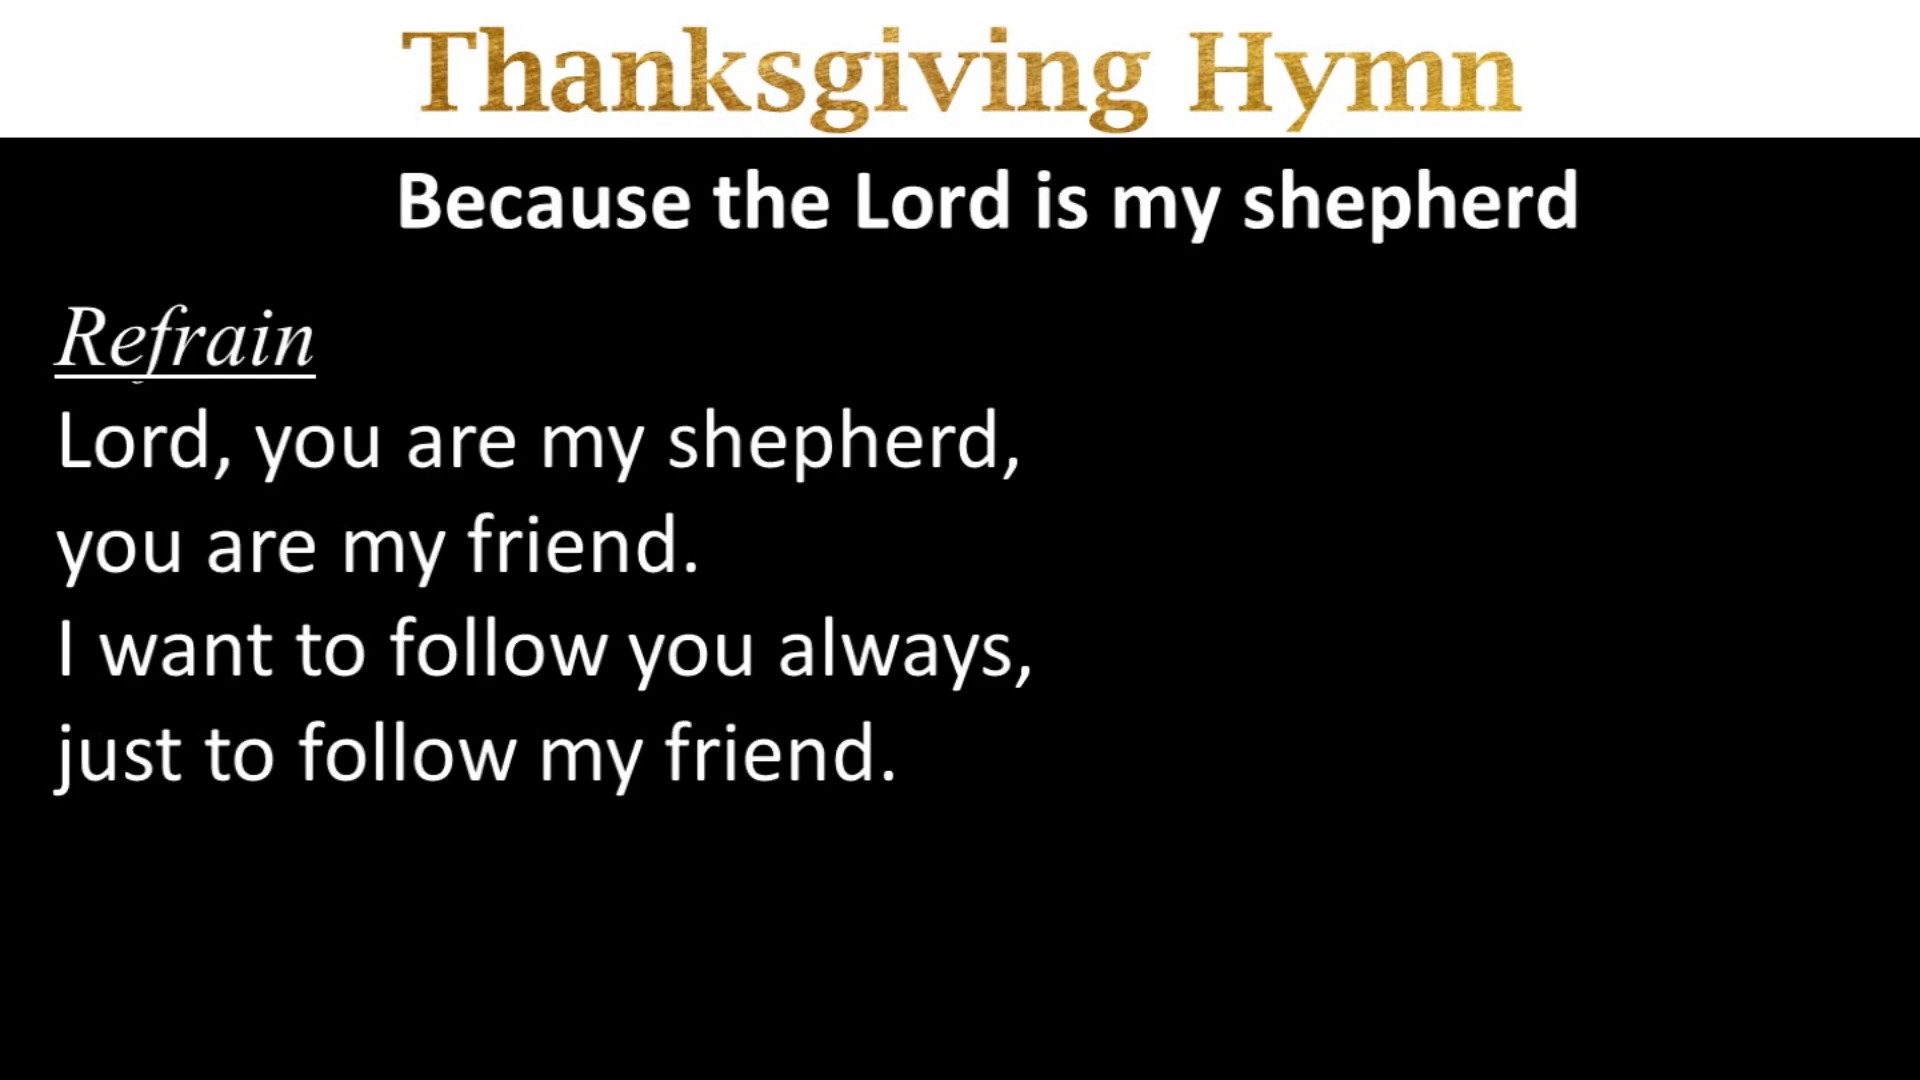 Thanksgiving Hymn
Because the Lord is my shepherd
Refrain
Lord, you are my shepherd,
you are my friend.
I want to follow you always,
just to follow my friend.